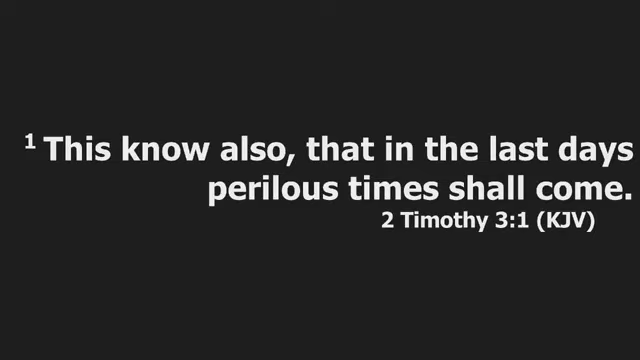 1 This know also, that in the last days
perilous times shall come.
2 Timothy 3:1 (KJV)